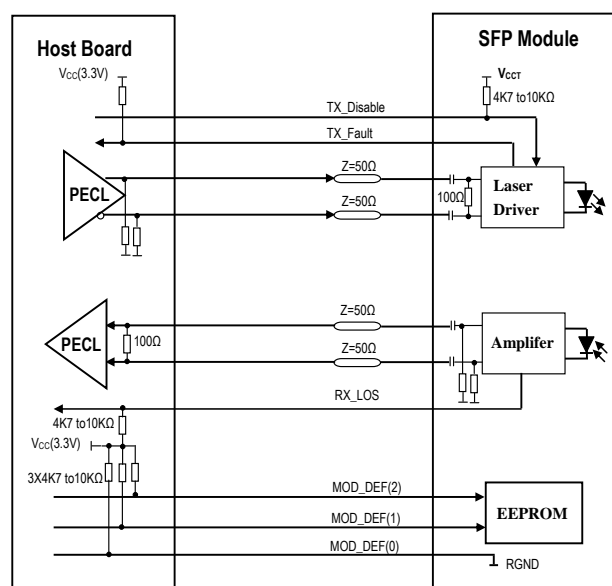 Host Board
SFP Module
Vcc(3.3V)
VCCT
4K7 to10KΩ
TX_Disable
TX_Fault
Z=50Ω
PECL
100Ω
Laser
Driver
Z=50Ω
Z=50Ω
PECL
100Ω
Amplifer
Z=50Ω
RX_LOS
4K7 to10KΩ
Vcc(3.3V)
3X4K7 to10KΩ
MOD_DEF(2)
EEPROM
MOD_DEF(1)
MOD_DEF(0)
RGND